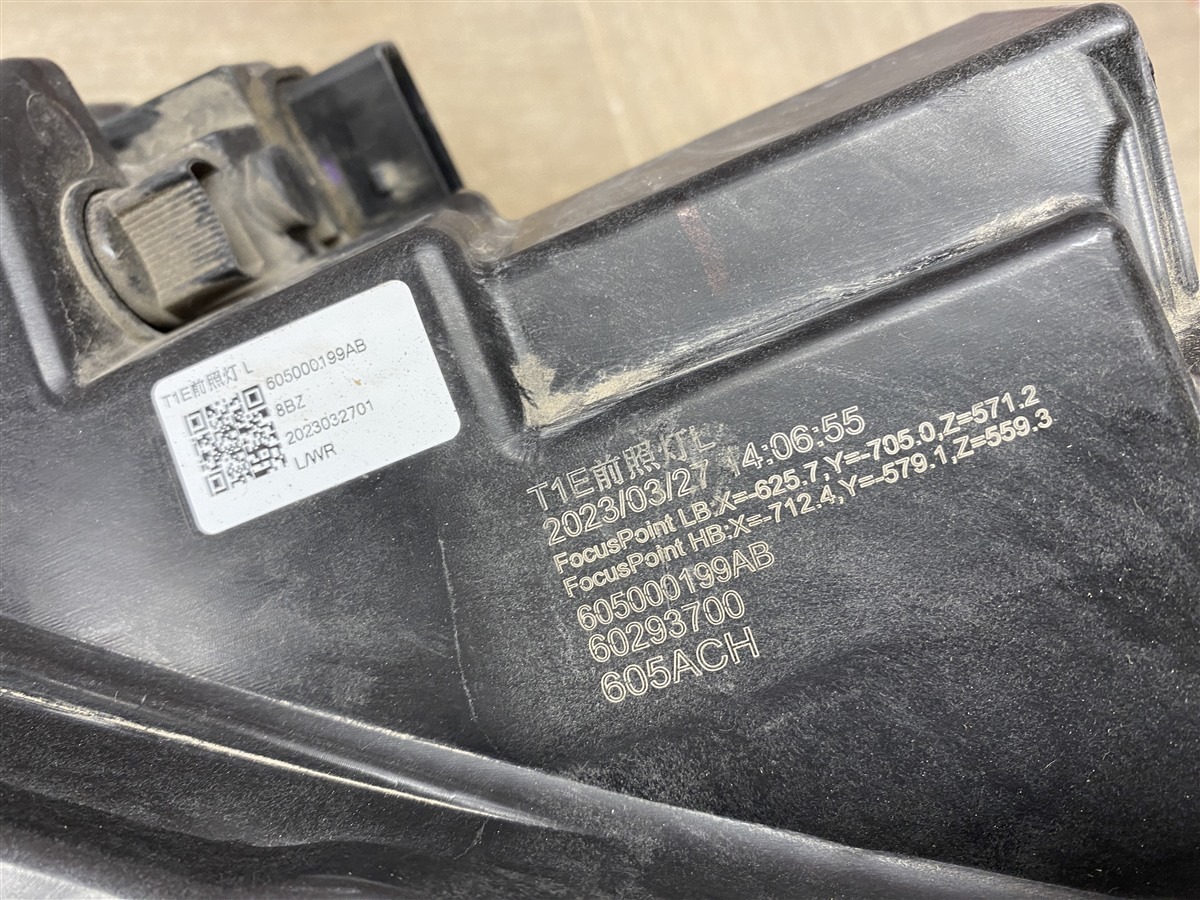 T1E前照灯 L
605000199AB
8BZ
2023032701
L/WR
T1E前照灯L
2023/03/27 14:06:55
FocusPoint LB:X=-625.7,Y=-705.0,Z=571.2
FocusPoint HB:X=-712.4,Y=-579.1,Z=559.3
605000199AB
60293700
605ACH